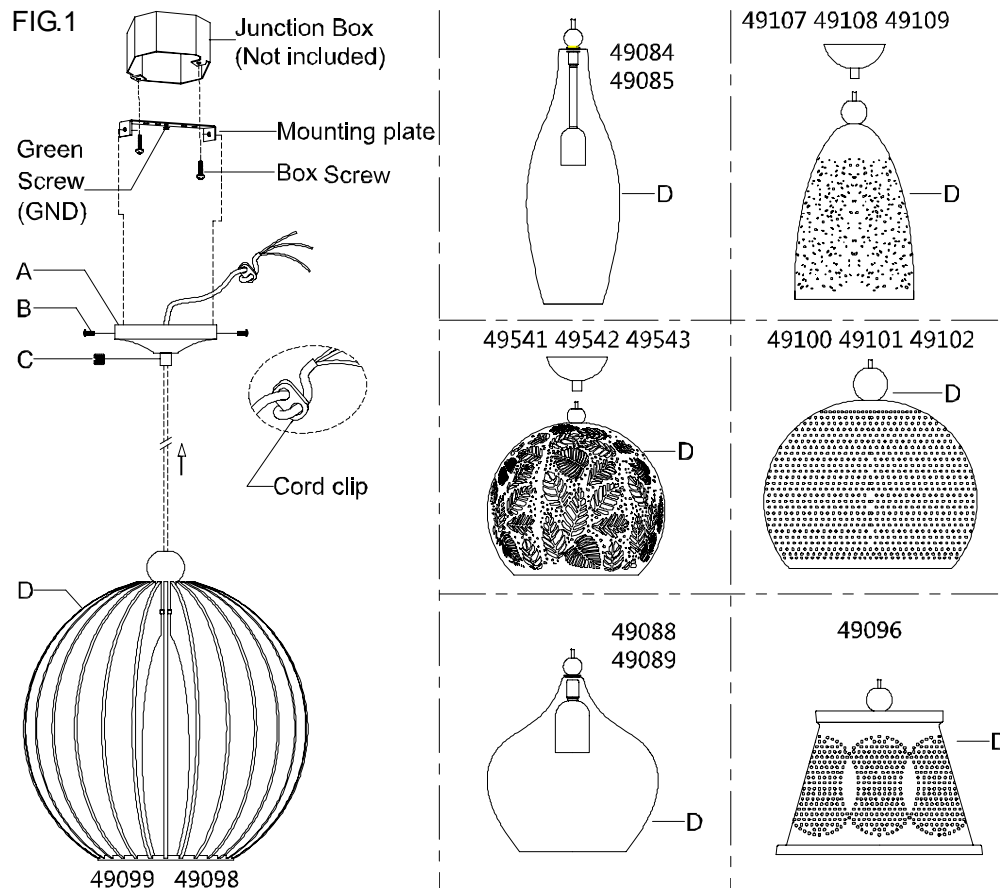 FIG.1
Junction Box
(Not included)
Mounting plate
Green
Screw
(GND)
Box Screw
A
B
C
Cord clip
D
49099 49098
49084
49085
D
49107 49108 49109
D
49541 49542 49543
D
49100 49101 49102
D
49088
49089
D
49096
D